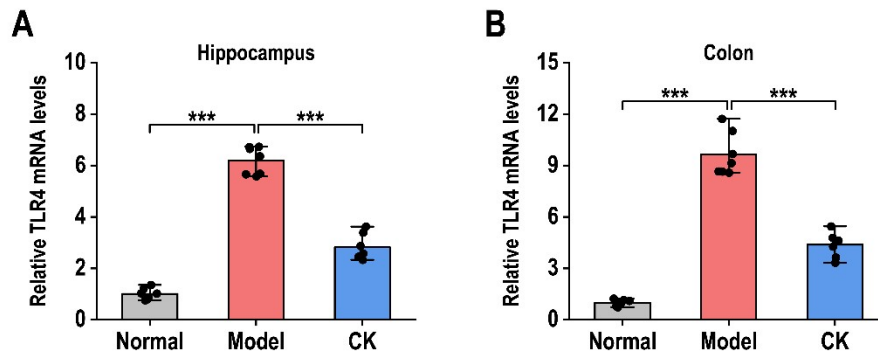 A
Hippocampus
Relative TLR4 mRNA levels
10
8
6
4
2
0
***
***
Normal
Model
CK
B
Colon
Relative TLR4 mRNA levels
15
12
9
6
3
0
***
***
Normal
Model
CK